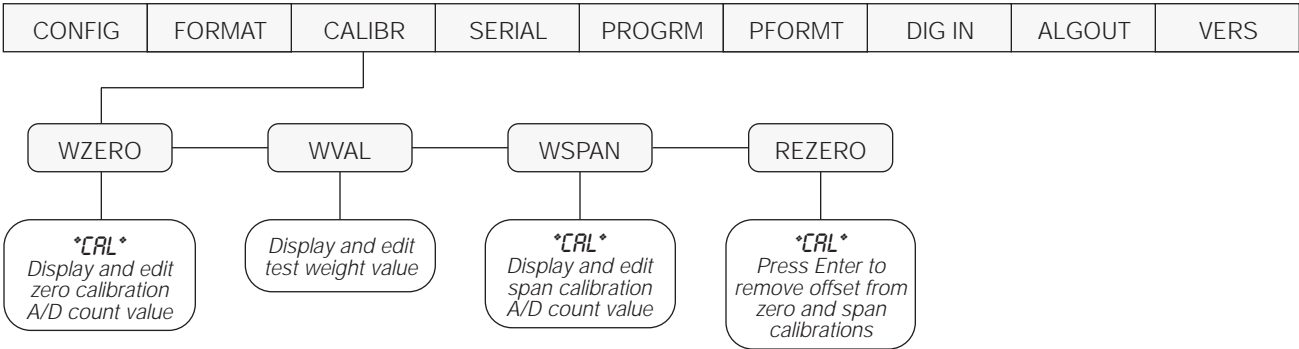 CONFIG FORMAT CALIBR SERIAL PROGRM PFORMT DIG IN ALGOUT VERS
WZERO WVAL WSPAN REZERO
*CAL*
Display and edit
zero calibration
A/D count value
Display and edit
test weight value
*CAL*
Display and edit
span calibration
A/D count value
*CAL*
Press Enter to
remove offset from
zero and span
calibrations